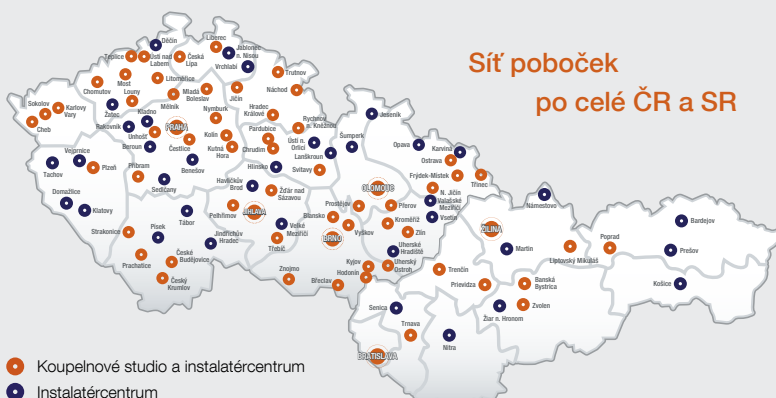 Síť poboček
po celé ČR a SR
Děčín
Liberec
Teplice
Ústí nad
Labem
Česká
Lípa
Jablonec
n. Nisou
Vrchlabí
Trutnov
Most
Litoměřice
Chomutov
Louny
Mladá
Boleslav
Jičín
Náchod
Mělník
Sokolov
Karlovy
Vary
Žatec
Kladno
Nymburk
Hradec
Králové
Rychnov
n. Kněžnou
Jeseník
Cheb
Rakovník
Unhošť
PRAHA
Kolín
Pardubice
Šumperk
Opava
Karviná
Beroun
Čestlice
Kutná
Hora
Chrudim
Ústí n.
Orlicí
Lanškroun
Ostrava
Vejprnice
Plzeň
Příbram
Benešov
Hlinsko
Svitavy
Frýdek-Místek
Třinec
Tachov
Sedlčany
Havlíčkův
Brod
Žďár nad
Sázavou
OLOMOUC
N. Jičín
Valašské
Meziříčí
Domažlice
Klatovy
Tábor
Pelhřimov
JIHLAVA
Prostějov
Přerov
Námestovo
Písek
Blansko
Kroměříž
Vsetín
Bardejov
Strakonice
Jindřichův
Hradec
Velké
Meziříčí
Vyškov
Zlín
ŽILINA
Třebíč
BRNO
Uherské
Hradiště
Martin
Poprad
Prešov
Prachatice
České
Budějovice
Kyjov
Uherský
Ostroh
Liptovský Mikuláš
Znojmo
Hodonín
Trenčín
Český
Krumlov
Břeclav
Prievidza
Banská
Bystrica
Košice
Senica
Zvolen
Trnava
Žiar n. Hronom
Nitra
BRATISLAVA
Koupelnové studio a instalatércentrum
Instalatércentrum